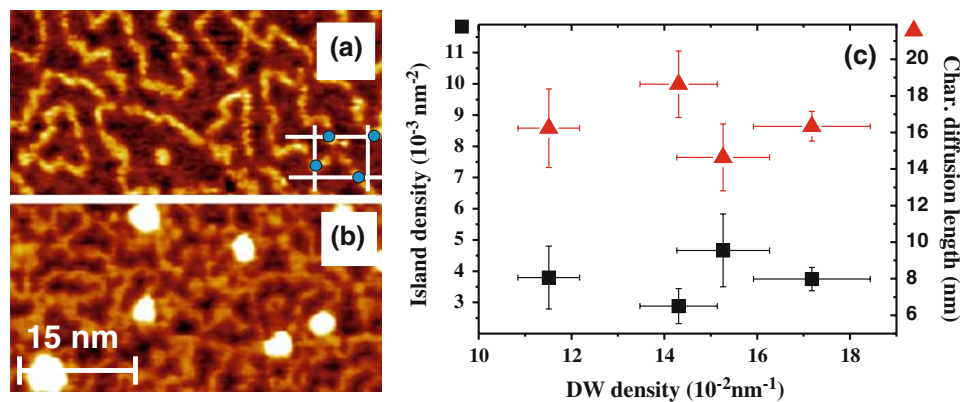 (a)
(b)
15 nm
(c)
Island density (10⁻³ nm⁻²)
11
10
9
8
7
6
5
4
3
10 12 14 16 18
DW density (10⁻²nm⁻¹)
20
18
16
14
12
10
8
6
Char. diffusion
length (nm)